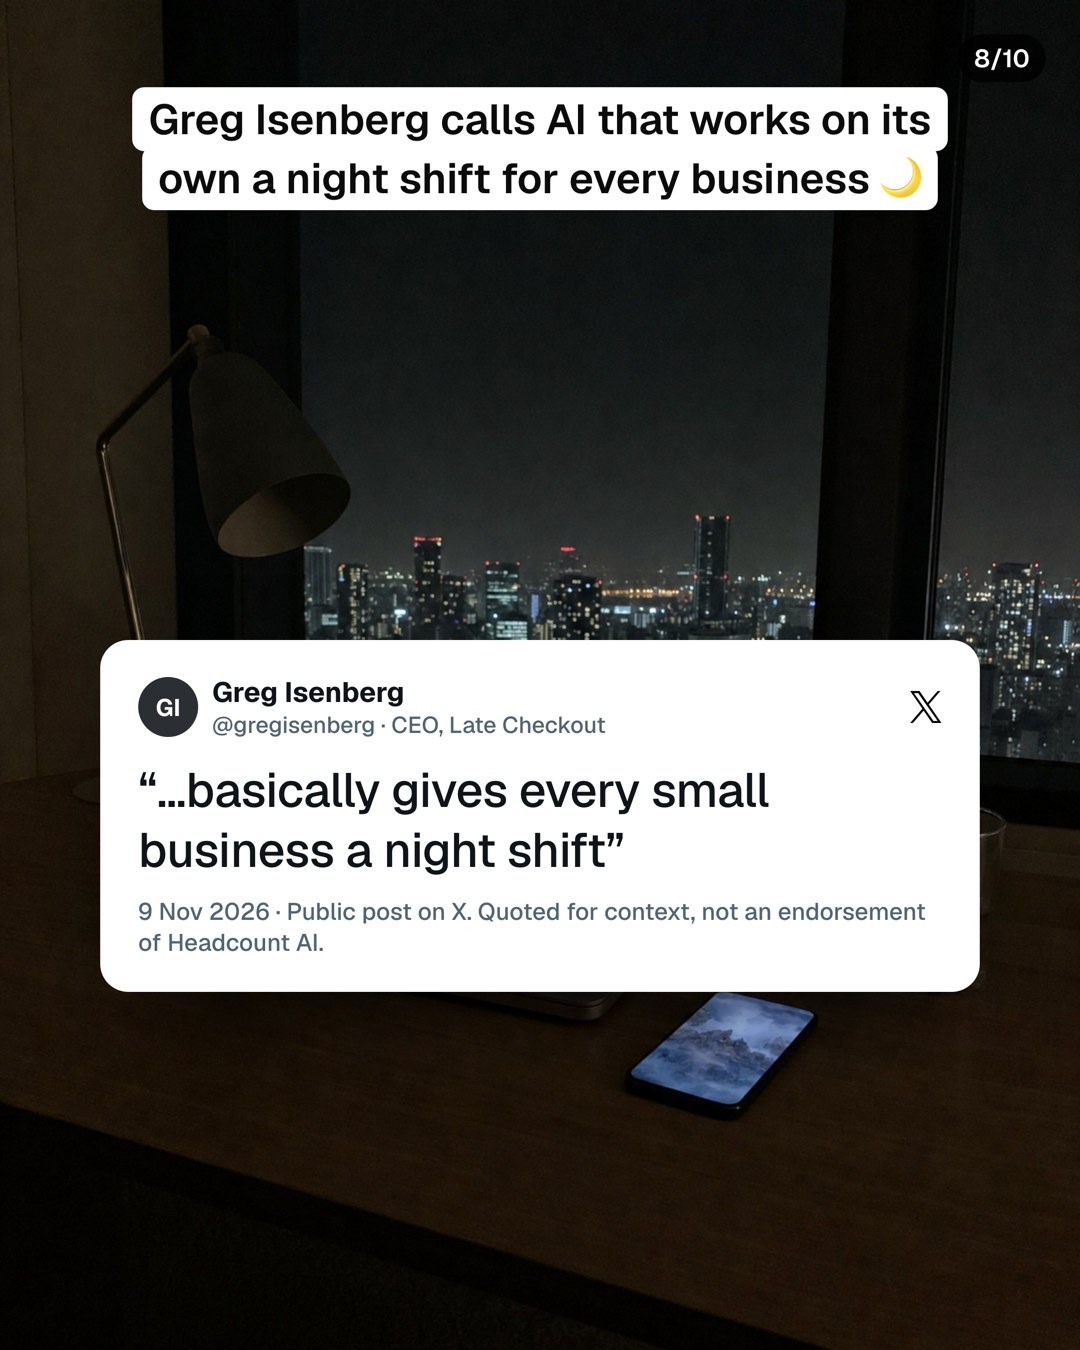 8/10
Greg Isenberg calls AI that works on its
own a night shift for every business 🌙
GI
Greg Isenberg
@gregisenberg · CEO, Late Checkout
X
“...basically gives every small
business a night shift”
9 Nov 2026 · Public post on X. Quoted for context, not an endorsement
of Headcount AI.